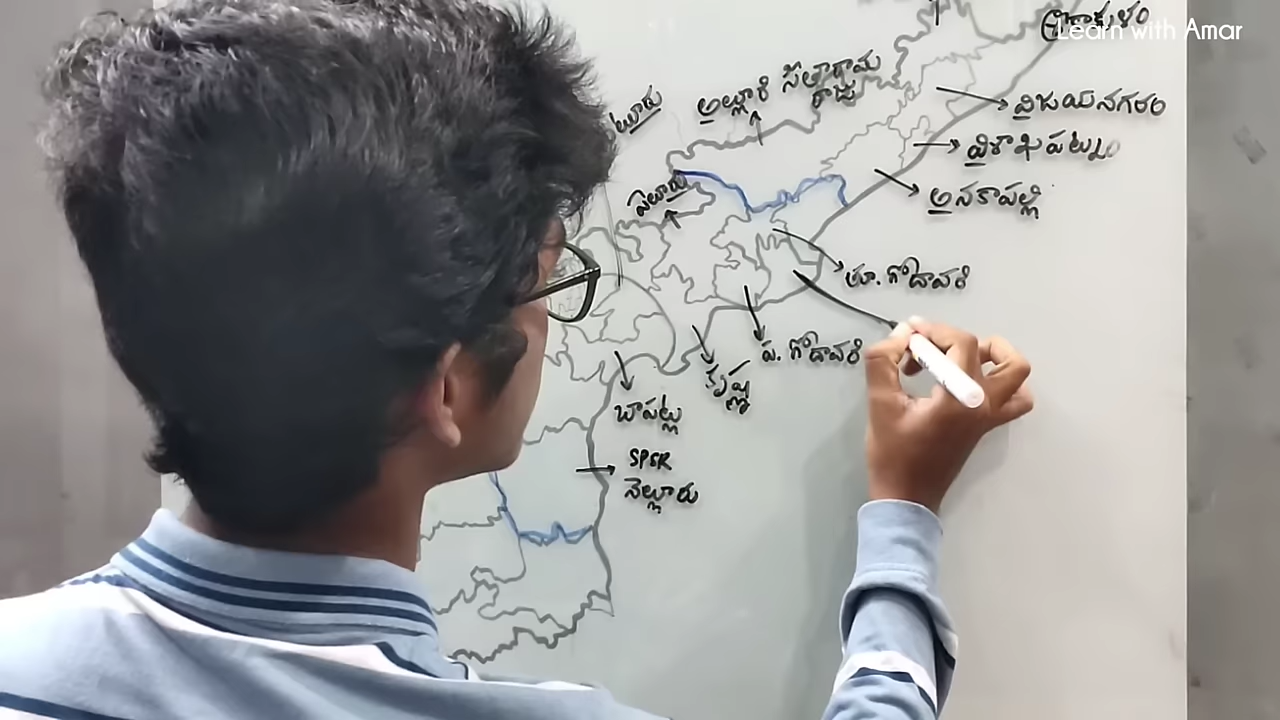 శ్రీకాకుళం
Learn with Amar
అల్లూరి సీతారామ
రాజు
విజయనగరం
విశాఖపట్నం
ఏలూరు
అనకాపల్లి
తూ. గోదావరి
ప. గోదావరి
కృష్ణ
బాపట్ల
SPSR
నెల్లూరు